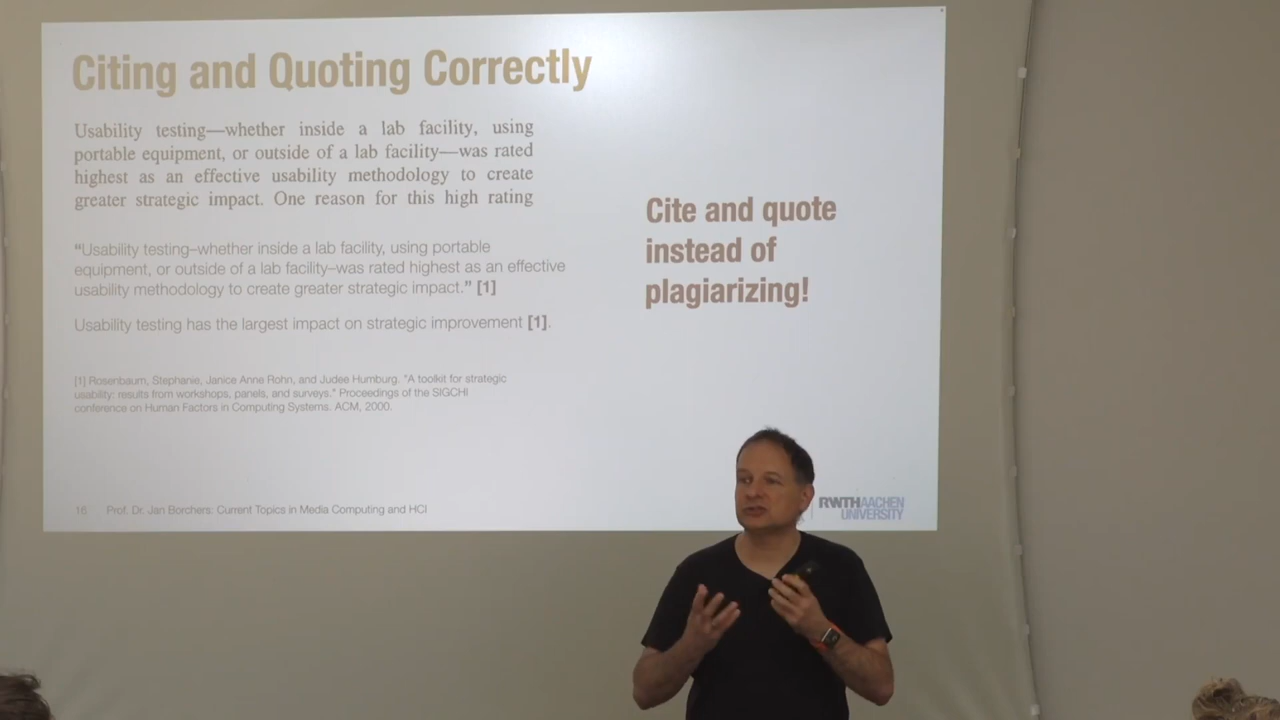 Citing and Quoting Correctly
Usability testing—whether inside a lab facility, using
portable equipment, or outside of a lab facility—was rated
highest as an effective usability methodology to create
greater strategic impact. One reason for this high rating
“Usability testing–whether inside a lab facility, using portable
equipment, or outside of a lab facility–was rated highest as an effective
usability methodology to create greater strategic impact.” [1]
Usability testing has the largest impact on strategic improvement [1].
[1] Rosenbaum, Stephanie, Janice Anne Rohn, and Judee Humburg. "A toolkit for strategic
usability: results from workshops, panels, and surveys." Proceedings of the SIGCHI
conference on Human Factors in Computing Systems. ACM, 2000.
Cite and quote
instead of
plagiarizing!
16 Prof. Dr. Jan Borchers: Current Topics in Media Computing and HCI
RWTHAACHEN
UNIVERSITY